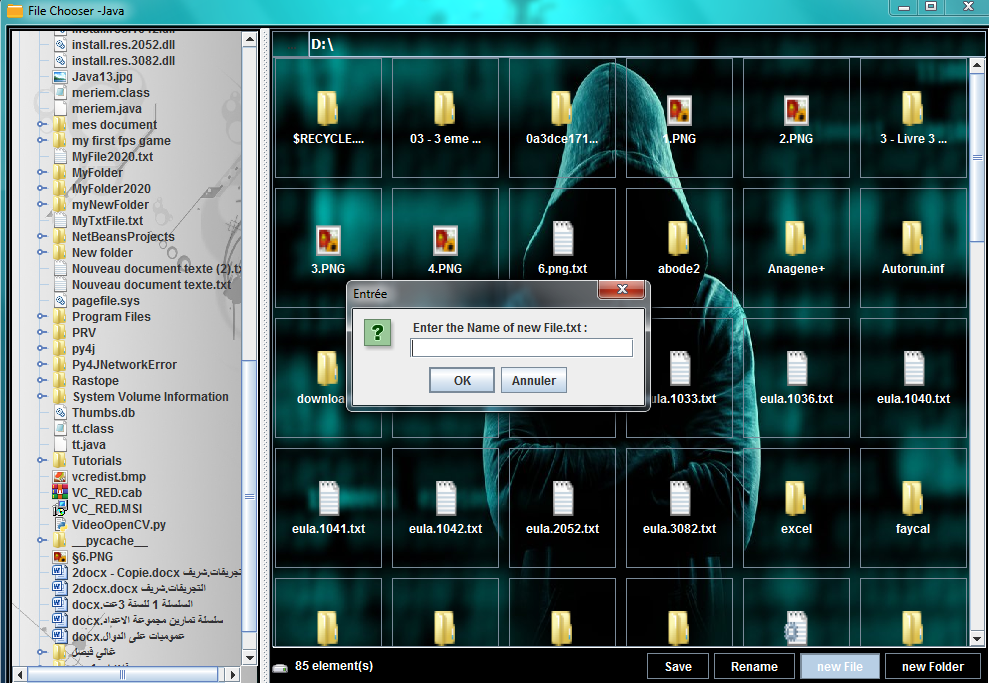 File Chooser -Java
install.res.2052.dll
install.res.3082.dll
Java13.jpg
meriem.class
meriem.java
mes document
my first fps game
MyFile2020.txt
MyFolder
MyFolder2020
myNewFolder
MyTxtFile.txt
NetBeansProjects
New folder
Nouveau document texte (2).tx
Nouveau document texte.txt
pagefile.sys
Program Files
PRV
py4j
Py4JNetworkError
Rastope
System Volume Information
Thumbs.db
tt.class
tt.java
Tutorials
vcredist.bmp
VC_RED.cab
VC_RED.MSI
VideoOpenCV.py
__pycache__
§6.PNG
2docx - Copie.docx التجريفات.شريف
2docx.docx التجريفات.شريف
السلسلة 1 للسنة 3عت.docx
سلسلة تمارين مجموعة الاعداد.docx
عموميات على الدوال.docx
غالي فيصل
D:\
$RECYCLE....
03 - 3 eme ...
0a3dce171...
1.PNG
2.PNG
3 - Livre 3 ...
3.PNG
4.PNG
6.png.txt
abode2
Anagene+
Autorun.inf
downloa
eula.1033.txt
eula.1036.txt
eula.1040.txt
eula.1041.txt
eula.1042.txt
eula.2052.txt
eula.3082.txt
excel
faycal
Entrée
Enter the Name of new File.txt :
OK
Annuler
85 element(s)
Save
Rename
new File
new Folder